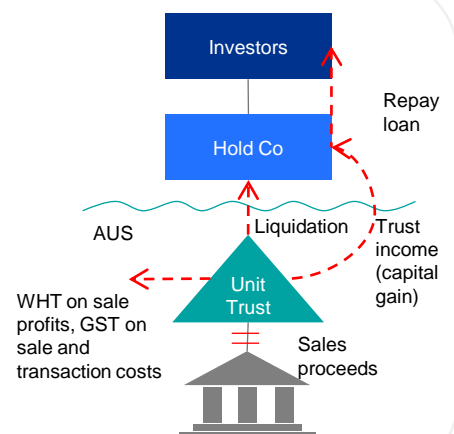 Investors
Repay
loan
Hold Co
AUS
Liquidation
Trust
income
(capital
gain)
Unit
Trust
WHT on sale
profits, GST on
sale and
transaction costs
Sales
proceeds